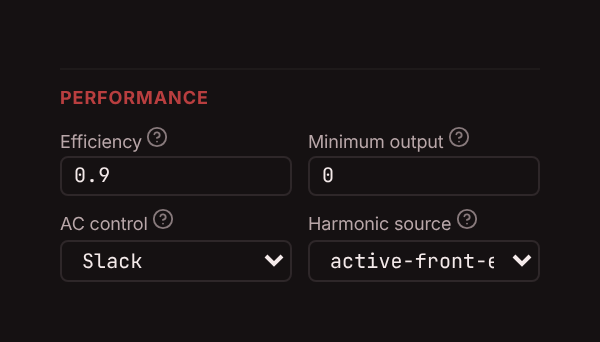 PERFORMANCE
Efficiency ? Minimum output ?
0.9 0
AC control ? Harmonic source ?
Slack active-front-e